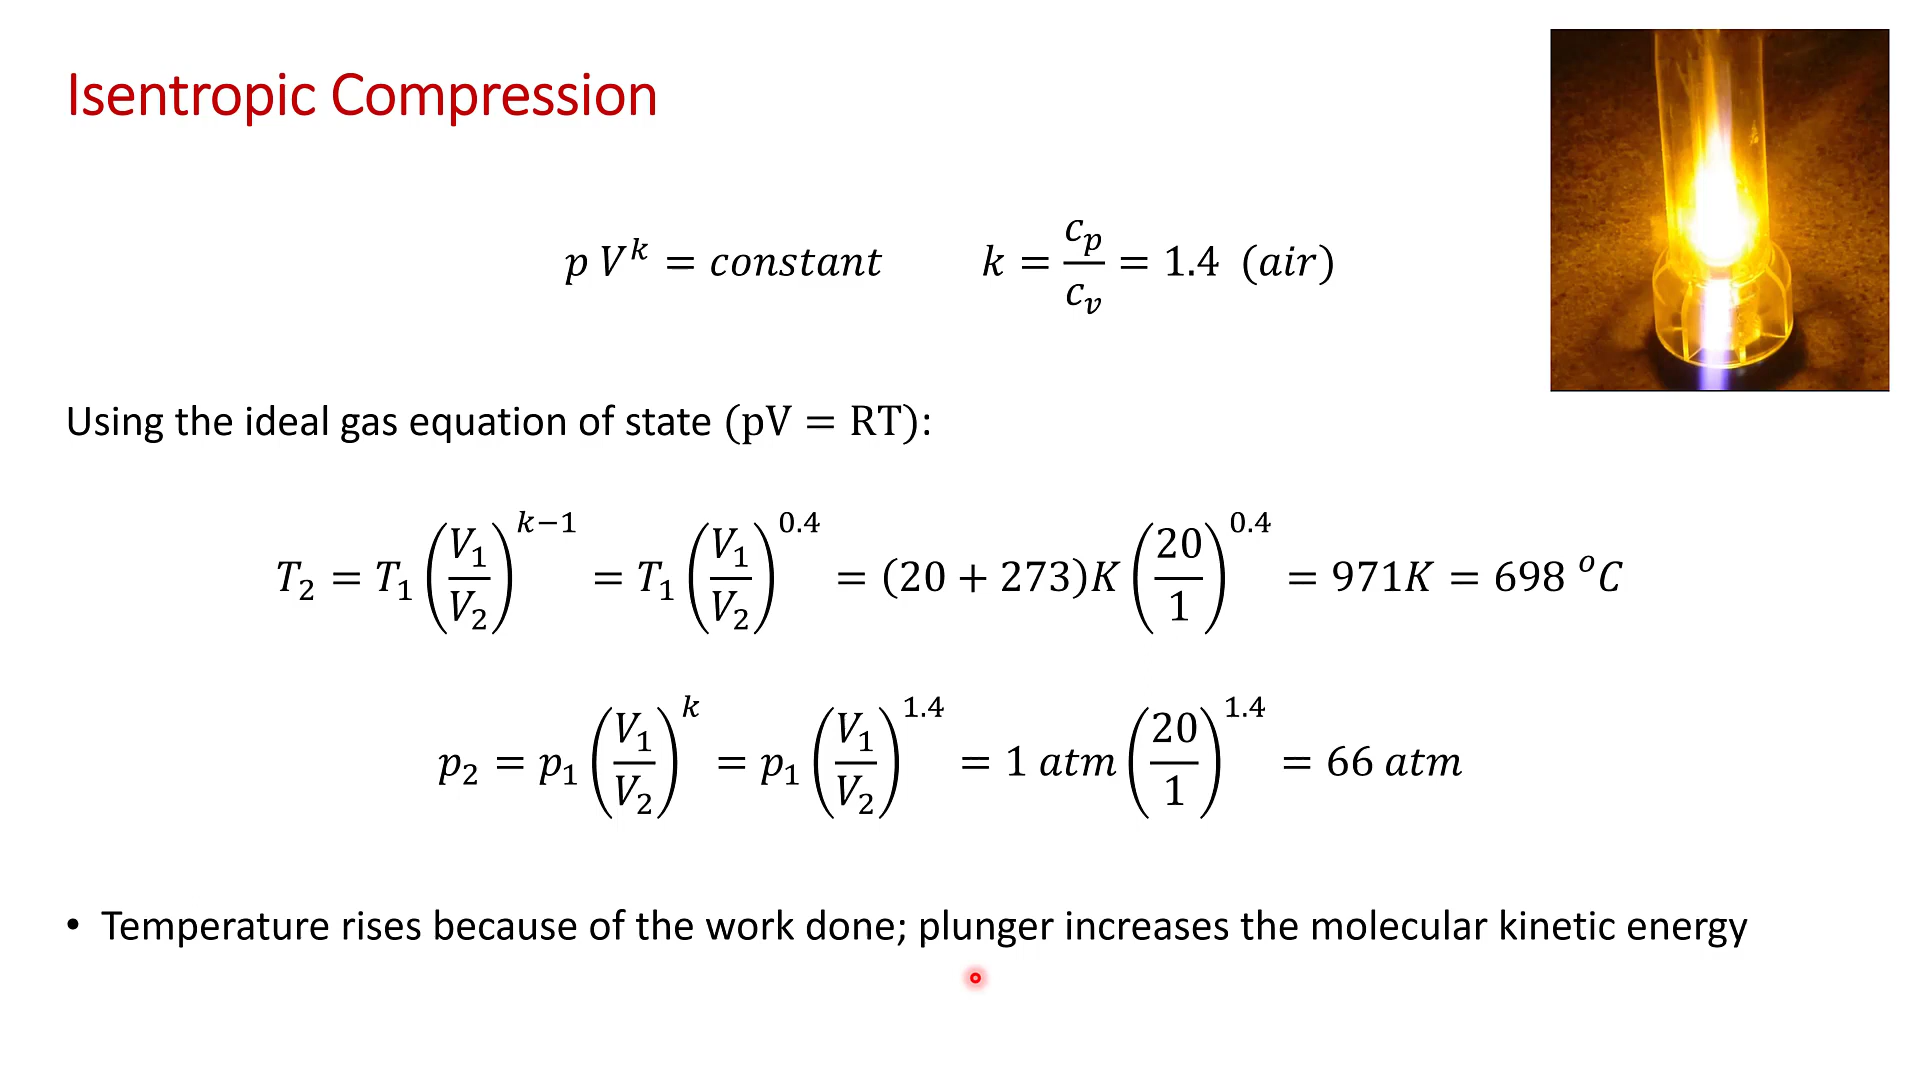 Isentropic Compression
p V^k = constant    k = c_p/c_v = 1.4 (air)
Using the ideal gas equation of state (pV = RT):
T_2 = T_1 (V_1/V_2)^{k−1} = T_1 (V_1/V_2)^{0.4} = (20 + 273)K (20/1)^{0.4} = 971K = 698 °C
p_2 = p_1 (V_1/V_2)^k = p_1 (V_1/V_2)^{1.4} = 1 atm (20/1)^{1.4} = 66 atm
• Temperature rises because of the work done; plunger increases the molecular kinetic energy